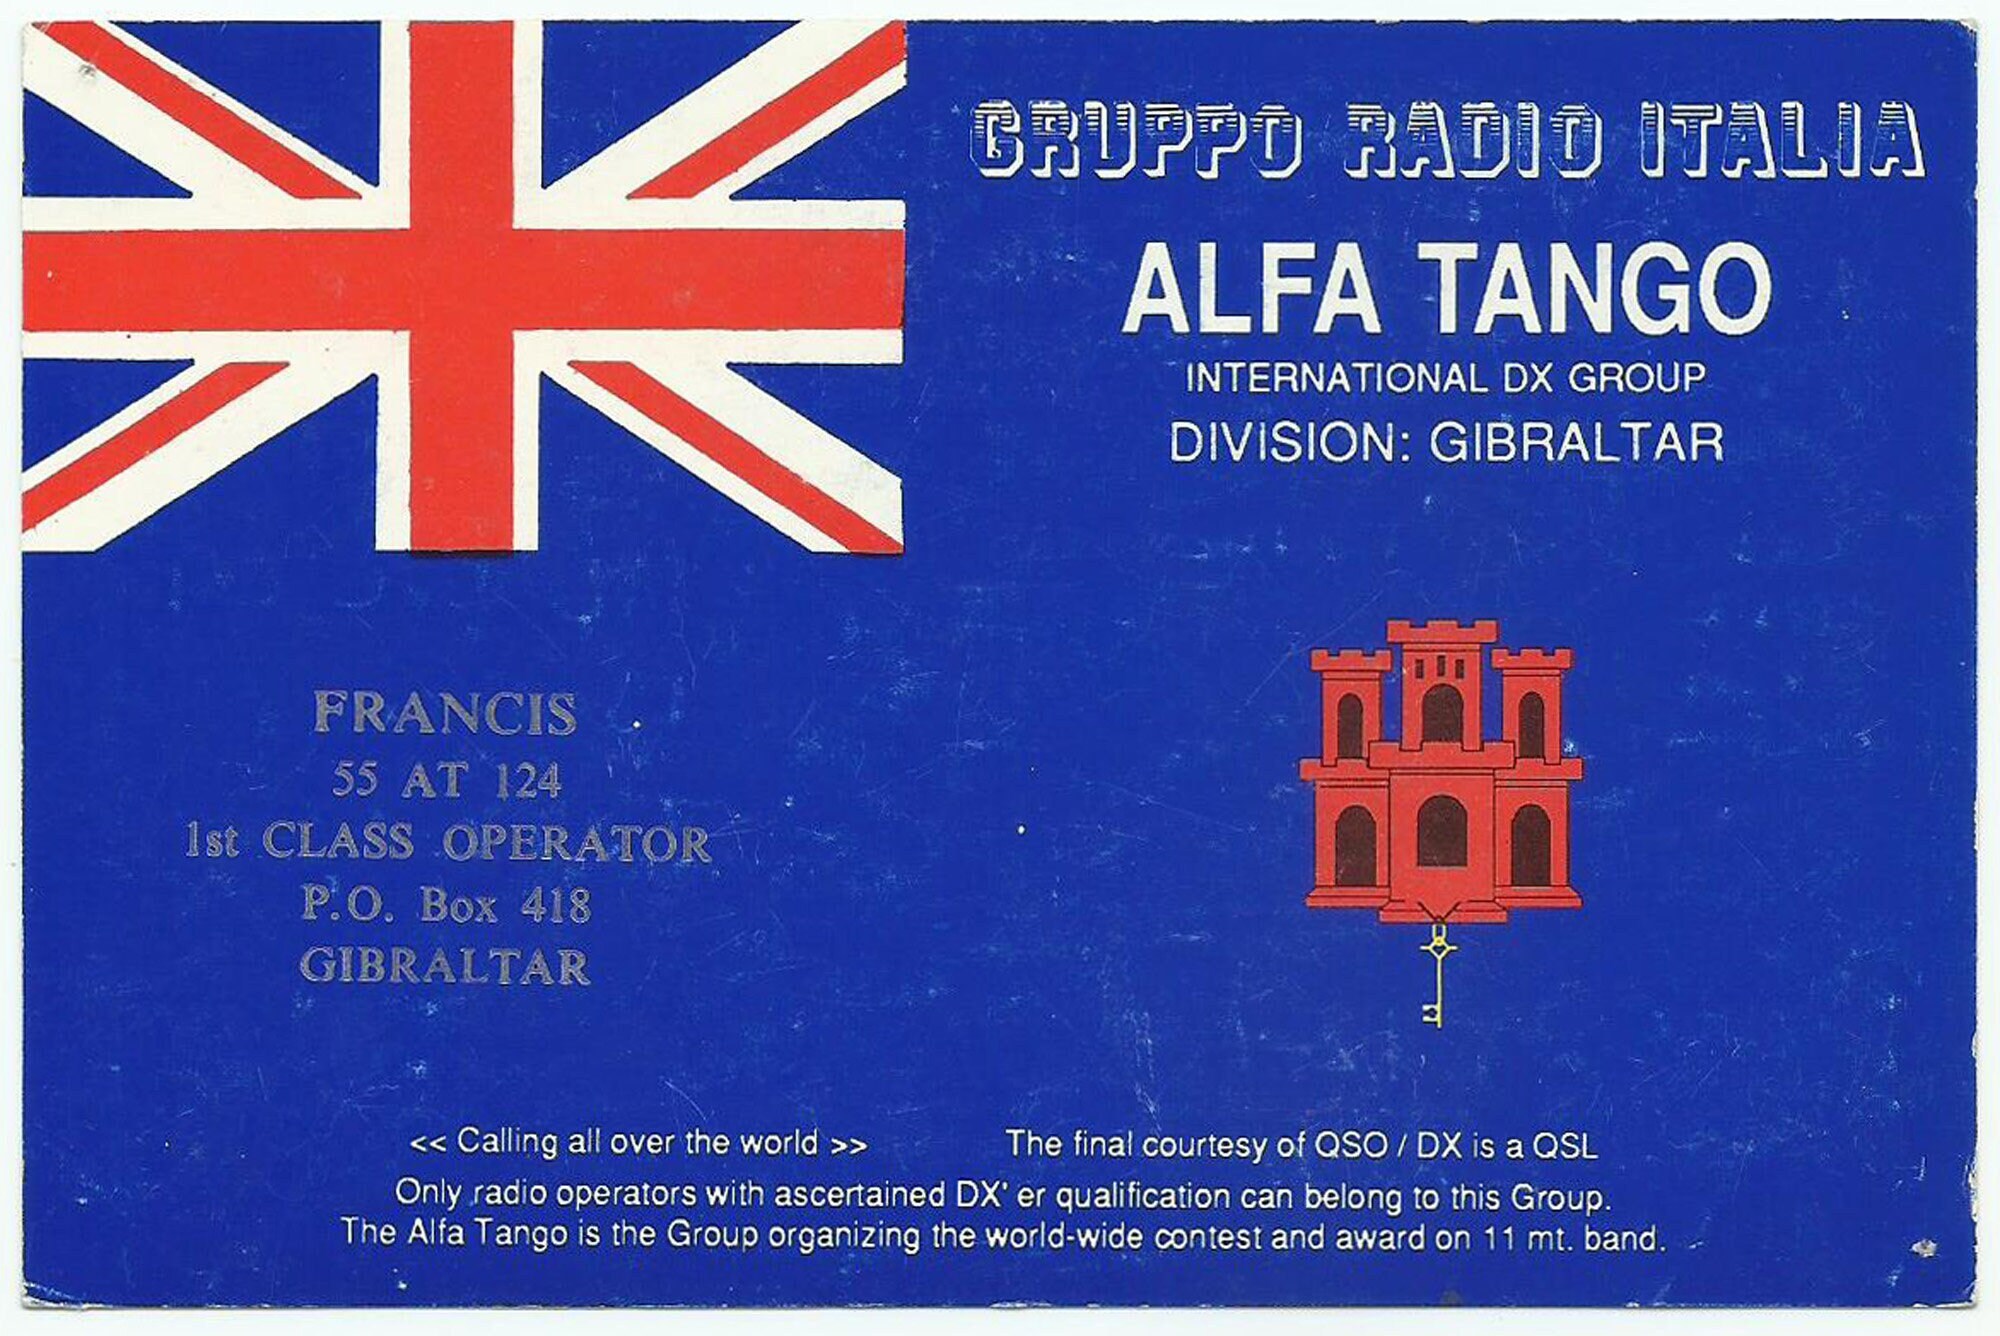 GRUPPO RADIO ITALIA
ALFA TANGO
INTERNATIONAL DX GROUP
DIVISION: GIBRALTAR
FRANCIS
55 AT 124
1st CLASS OPERATOR
P.O. Box 418
GIBRALTAR
<< Calling all over the world >>
The final courtesy of QSO / DX is a QSL
Only radio operators with ascertained DX' er qualification can belong to this Group.
The Alfa Tango is the Group organizing the world-wide contest and award on 11 mt. band.